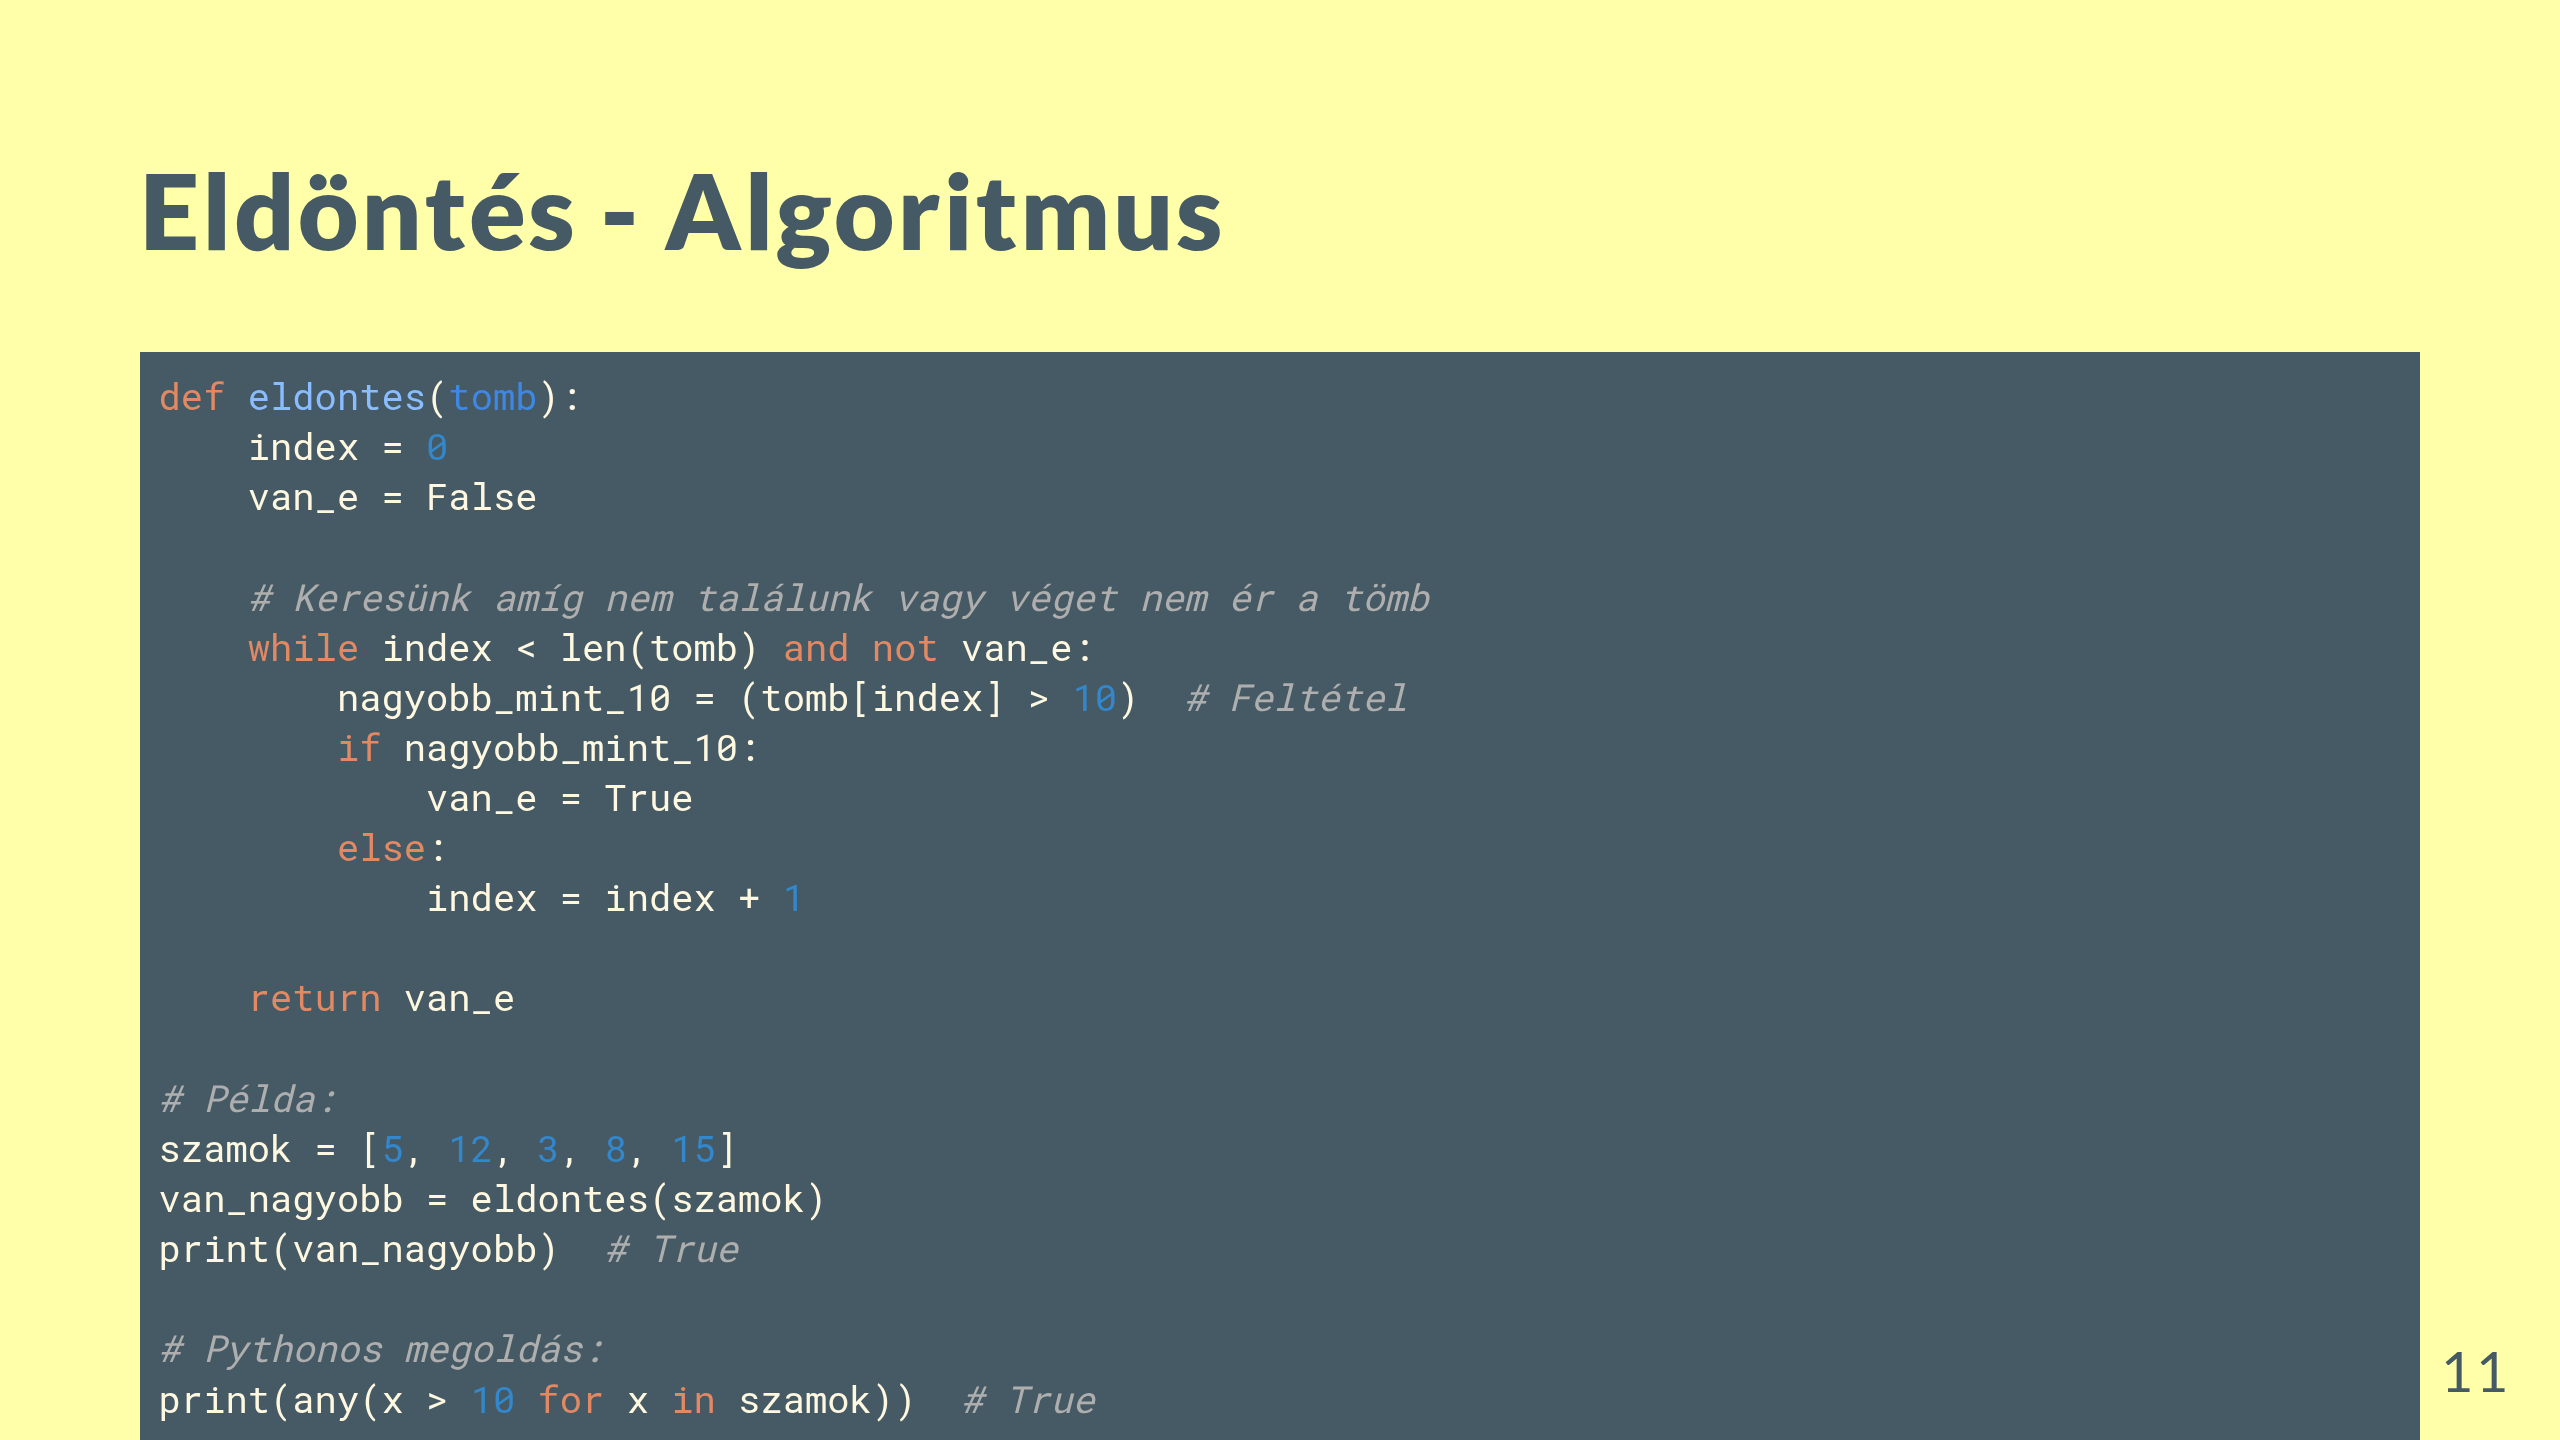 Eldöntés - Algoritmus
def eldontes(tomb):
    index = 0
    van_e = False
    # Keresünk amíg nem találunk vagy véget nem ér a tömb
    while index < len(tomb) and not van_e:
        nagyobb_mint_10 = (tomb[index] > 10)  # Feltétel
        if nagyobb_mint_10:
            van_e = True
        else:
            index = index + 1
    return van_e
# Példa:
szamok = [5, 12, 3, 8, 15]
van_nagyobb = eldontes(szamok)
print(van_nagyobb)  # True
# Pythonos megoldás:
print(any(x > 10 for x in szamok))  # True
11